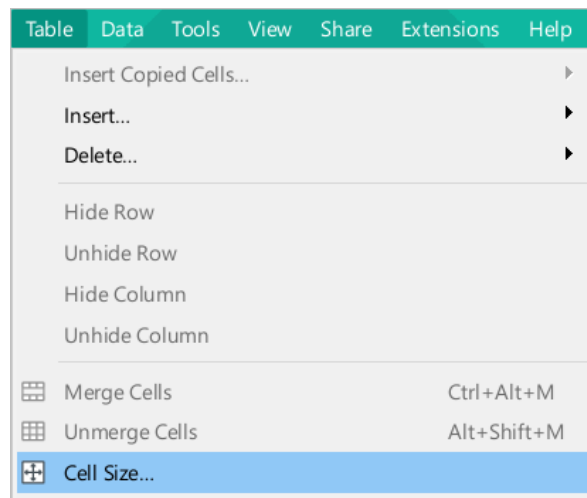 Table Data Tools View Share Extensions Help
Insert Copied Cells...
Insert...
Delete...
Hide Row
Unhide Row
Hide Column
Unhide Column
Merge Cells Ctrl+Alt+M
Unmerge Cells Alt+Shift+M
Cell Size...